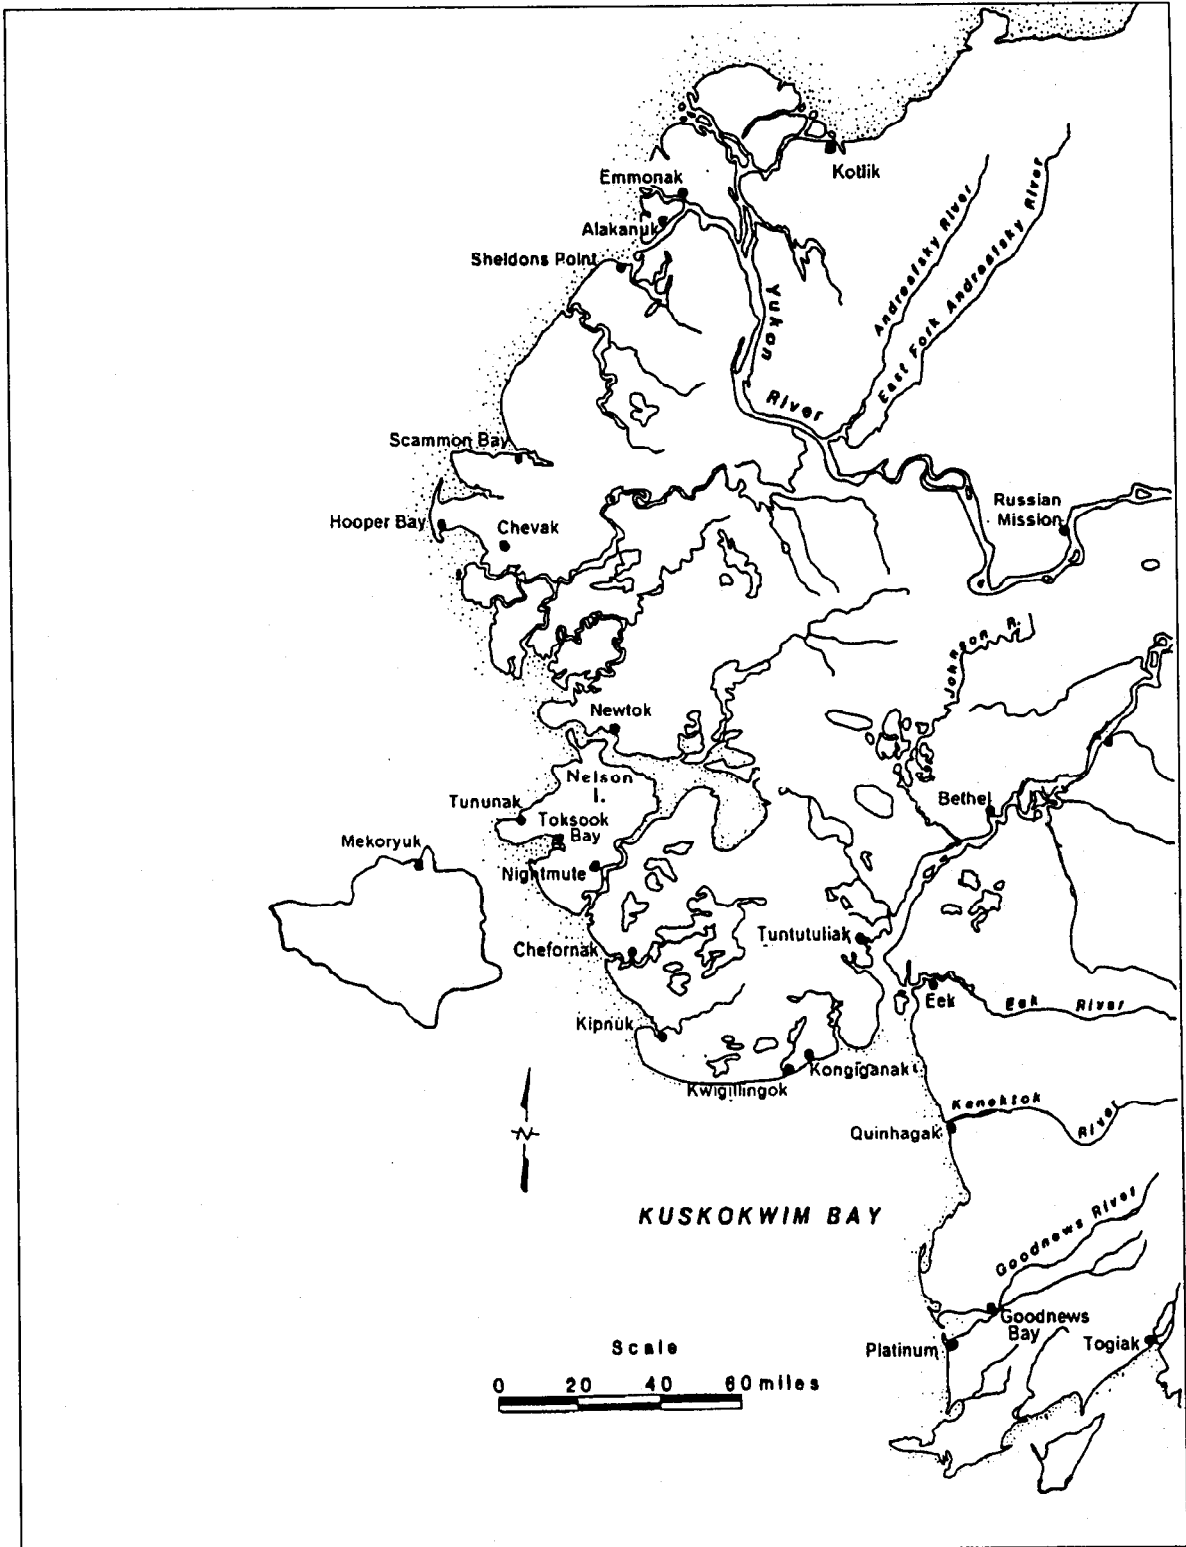 Kotlik
Emmonak
Alakanuk
Sheldons Point
Andreafsky River
East Fork Andreafsky River
Yukon
River
Scammon Bay
Hooper Bay
Chevak
Russian
Mission
Johnson R.
Newtok
Nelson
I.
Tununak
Toksook
Bay
Bethel
Mekoryuk
Nightmute
Tuntutuliak
Chefornak
Eek
Eek River
Kipnuk
Kongiganak
Kwigillingok
N
Kanektok
River
Quinhagak
KUSKOKWIM BAY
Goodnews River
Goodnews
Bay
Platinum
Togiak
Scale
0 20 40 60 miles